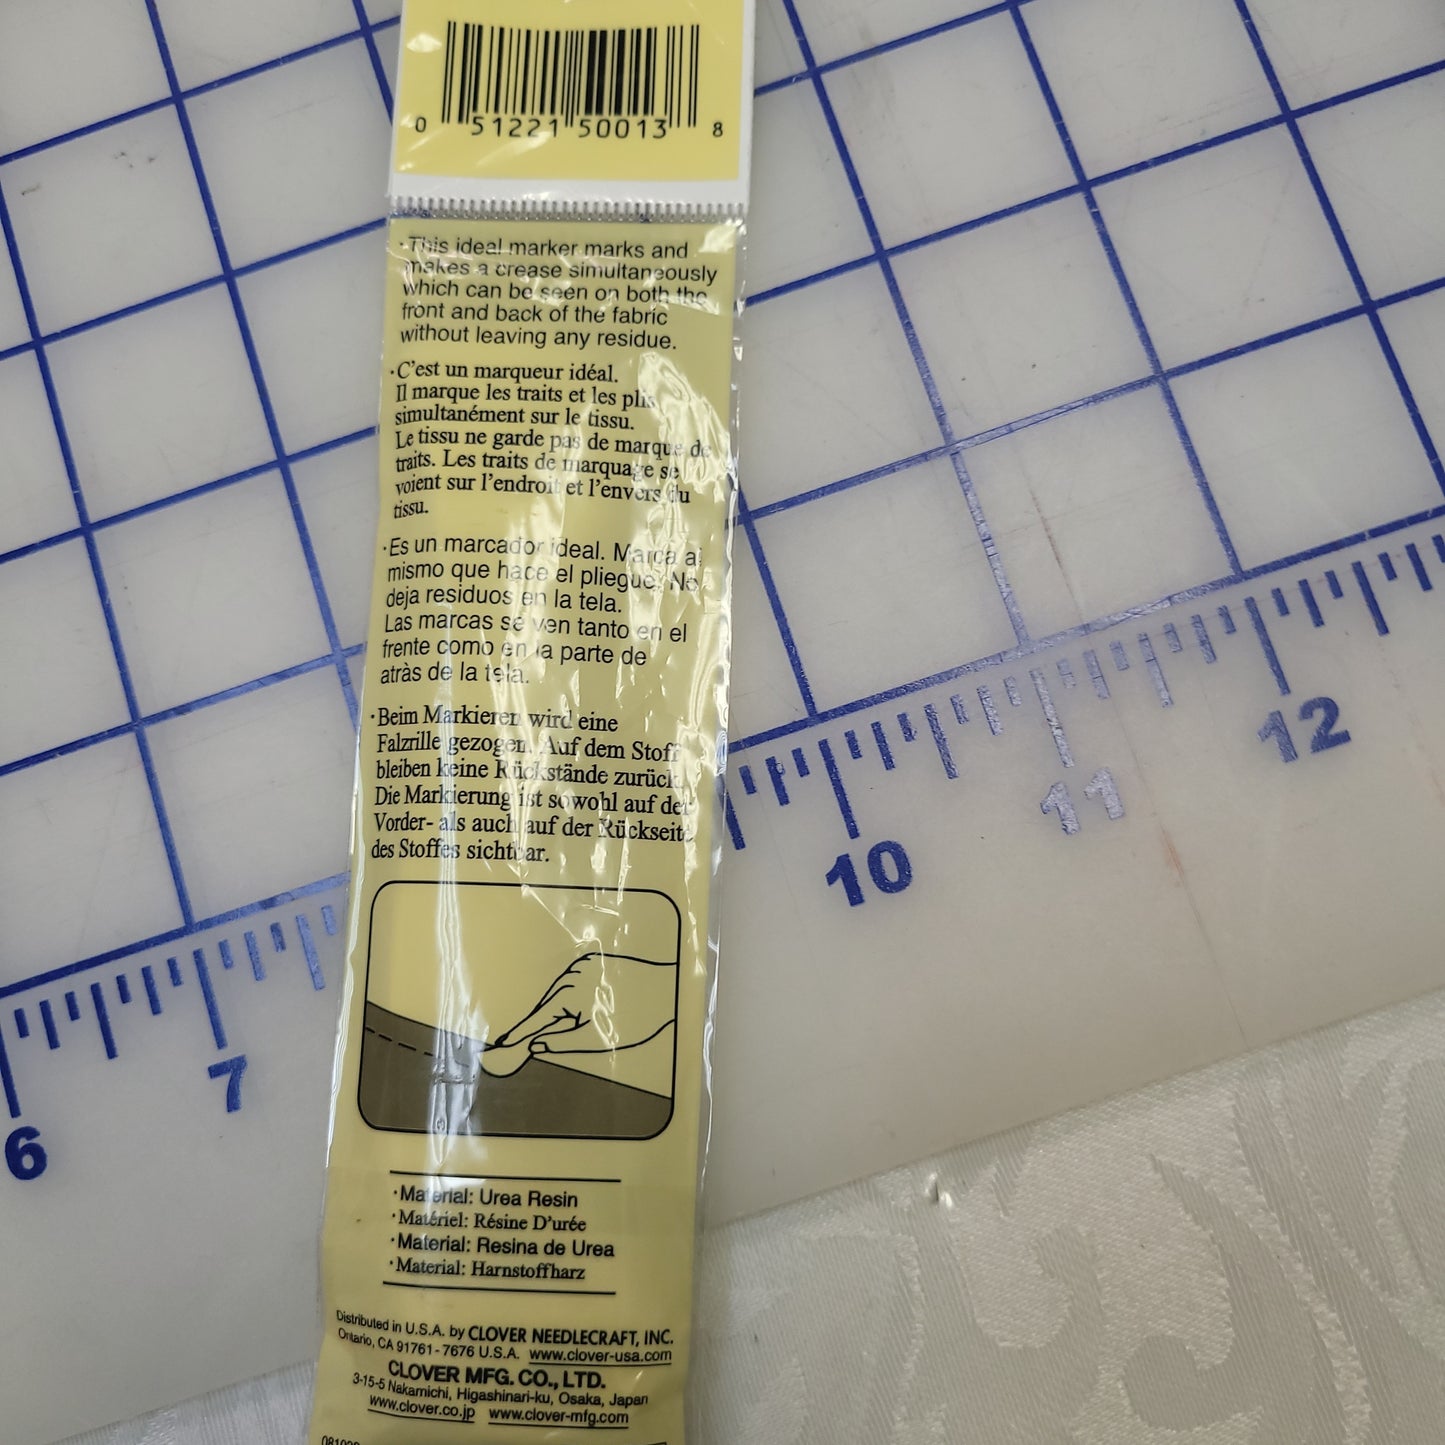 0 51221 50013 8
·This ideal marker marks and
makes a crease simultaneously
which can be seen on both the
front and back of the fabric
without leaving any residue.
·C'est un marqueur idéal.
Il marque les traits et les plis
simultanément sur le tissu.
Le tissu ne garde pas de marque de
traits. Les traits de marquage se
voient sur l'endroit et l'envers du
tissu.
·Es un marcador ideal. Marca al
mismo que hace el pliegue. No
deja residuos en la tela.
Las marcas se ven tanto en el
frente como en la parte de
atràs de la tela.
·Beim Markieren wird eine
Falzrille gezogen. Auf dem Stoff
bleiben keine Rückstände zurück.
Die Markierung ist sowohl auf der
Vorder- als auch auf der Rückseite
des Stoffes sichtbar.
·Material: Urea Resin
·Matériel: Résine D'urée
·Material: Resina de Urea
·Material: Harnstoffharz
Distributed in U.S.A. by CLOVER NEEDLECRAFT, INC.
Ontario, CA 91761-7676 U.S.A. www.clover-usa.com
CLOVER MFG. CO., LTD.
3-15-5 Nakamichi, Higashinari-ku, Osaka, Japan
www.clover.co.jp www.clover-mfg.com
6
7
10
11
12